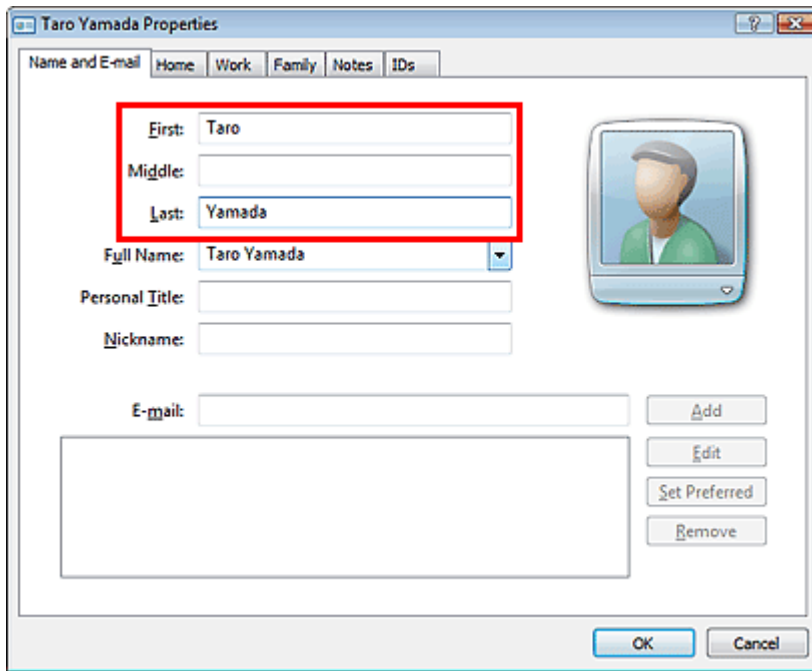 Taro Yamada Properties
Name and E-mail Home Work Family Notes IDs
First: Taro
Middle:
Last: Yamada
Full Name: Taro Yamada
Personal Title:
Nickname:
E-mail: Add
Edit
Set Preferred
Remove
OK Cancel